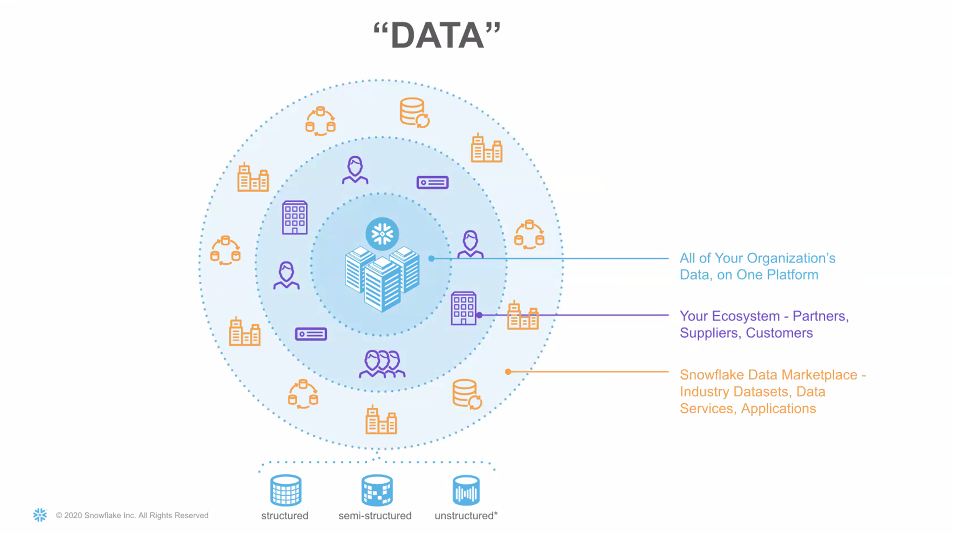 “DATA”
All of Your Organization’s
Data, on One Platform
Your Ecosystem - Partners,
Suppliers, Customers
Snowflake Data Marketplace -
Industry Datasets, Data
Services, Applications
structured semi-structured unstructured*
© 2020 Snowflake Inc. All Rights Reserved